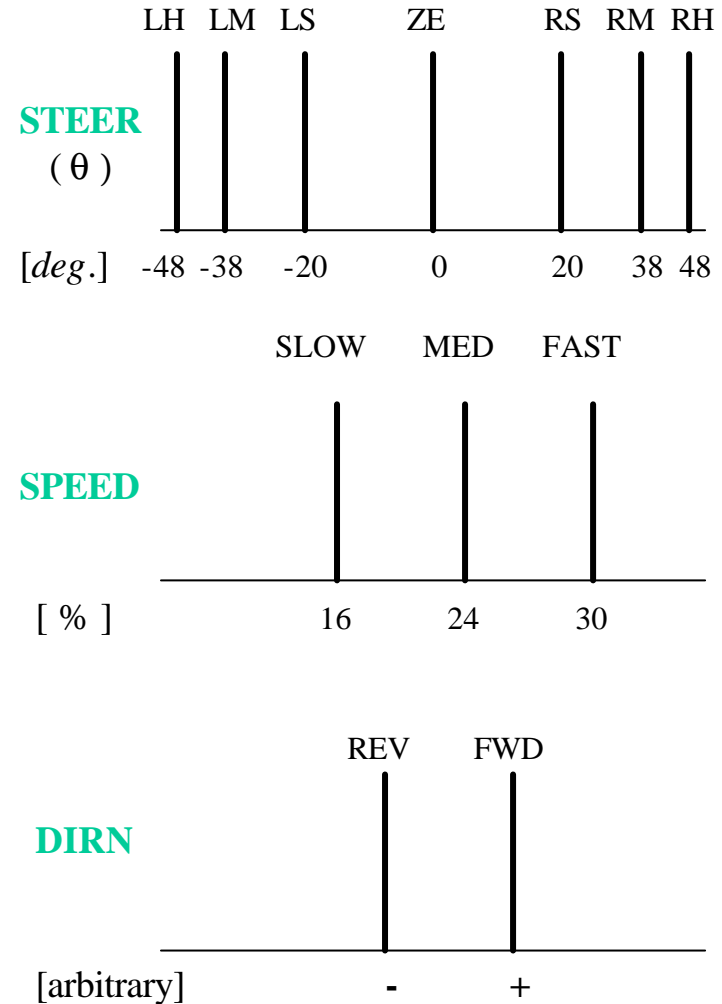 LH LM LS ZE RS RM RH
STEER
( θ )
[deg.] -48 -38 -20 0 20 38 48
SLOW MED FAST
SPEED
[ % ] 16 24 30
REV FWD
DIRN
[arbitrary] - +